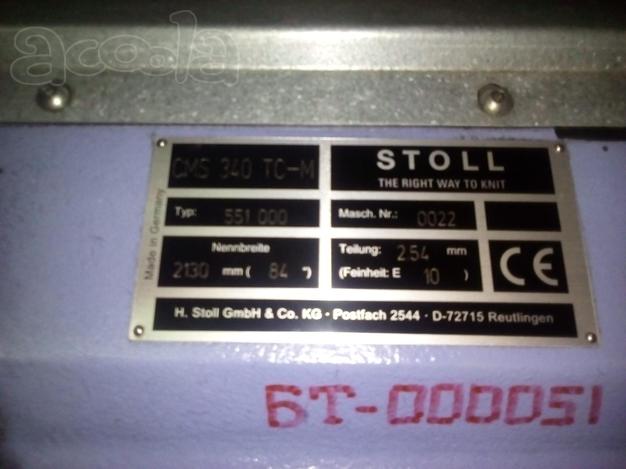 acoola
CMS 340 TC-M
STOLL
THE RIGHT WAY TO KNIT
Typ: 551 000
Masch. Nr.: 0022
Made in Germany
Nennbreite
2130 mm ( 84 ")
Teilung: 2.54 mm
(Feinheit: E 10 )
CE
H. Stoll GmbH & Co. KG · Postfach 2544 · D-72715 Reutlingen
БТ-000051